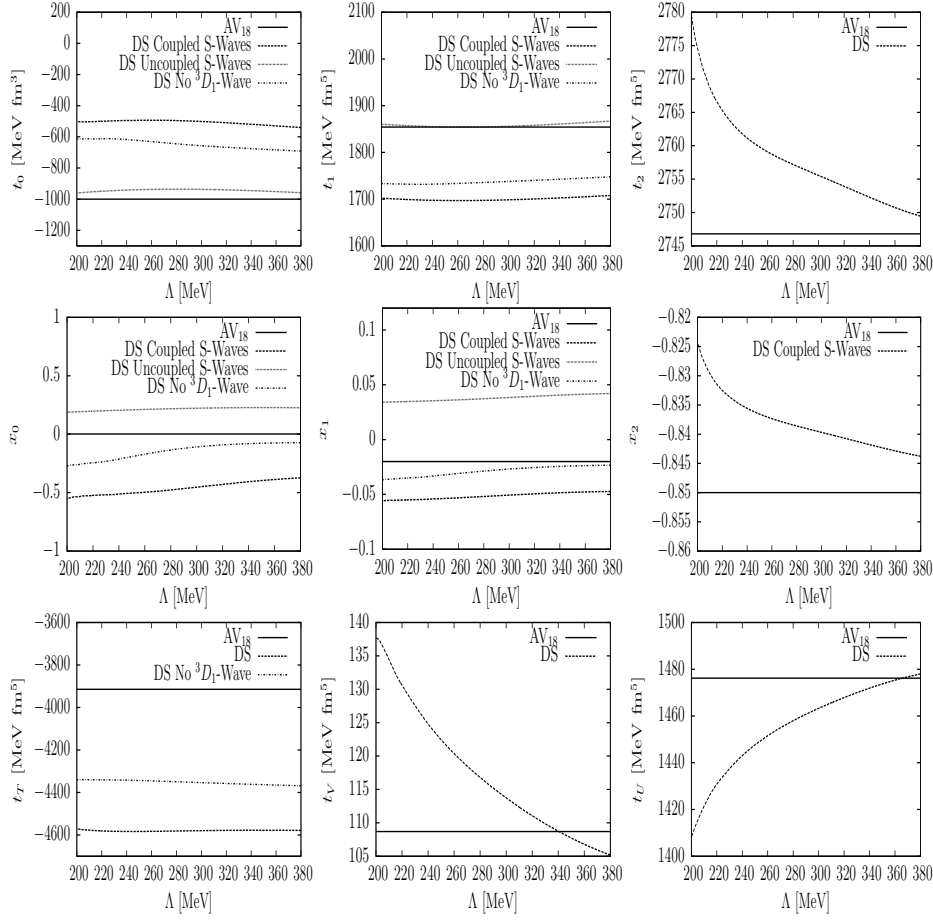 t₀ [MeV fm³]
200
0
−200
−400
−600
−800
−1000
−1200
200 220 240 260 280 300 320 340 360 380
Λ [MeV]
AV₁₈
DS Coupled S-Waves
DS Uncoupled S-Waves
DS No ³D₁-Wave
t₁ [MeV fm⁵]
2100
2000
1900
1800
1700
1600
200 220 240 260 280 300 320 340 360 380
Λ [MeV]
AV₁₈
DS Coupled S-Waves
DS Uncoupled S-Waves
DS No ³D₁-Wave
t₂ [MeV fm⁵]
2780
2775
2770
2765
2760
2755
2750
2745
200 220 240 260 280 300 320 340 360 380
Λ [MeV]
AV₁₈
DS
x₀
1
0.5
0
−0.5
−1
200 220 240 260 280 300 320 340 360 380
Λ [MeV]
AV₁₈
DS Coupled S-Waves
DS Uncoupled S-Waves
DS No ³D₁-Wave
x₁
0.1
0.05
0
−0.05
−0.1
200 220 240 260 280 300 320 340 360 380
Λ [MeV]
AV₁₈
DS Coupled S-Waves
DS Uncoupled S-Waves
DS No ³D₁-Wave
x₂
−0.82
−0.825
−0.83
−0.835
−0.84
−0.845
−0.85
−0.855
−0.86
200 220 240 260 280 300 320 340 360 380
Λ [MeV]
AV₁₈
DS Coupled S-Waves
t_T [MeV fm⁵]
−3600
−3800
−4000
−4200
−4400
−4600
200 220 240 260 280 300 320 340 360 380
Λ [MeV]
AV₁₈
DS
DS No ³D₁-Wave
t_V [MeV fm⁵]
140
135
130
125
120
115
110
105
200 220 240 260 280 300 320 340 360 380
Λ [MeV]
AV₁₈
DS
t_U [MeV fm⁵]
1500
1480
1460
1440
1420
1400
200 220 240 260 280 300 320 340 360 380
Λ [MeV]
AV₁₈
DS